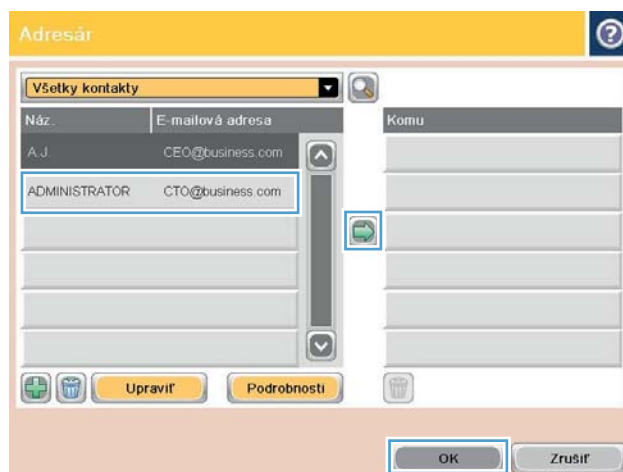 Adresár
Všetky kontakty
Náz. E-mailová adresa Komu
A.J. CEO@business.com
ADMINISTRATOR CTO@business.com
Upraviť Podrobnosti
OK Zrušiť